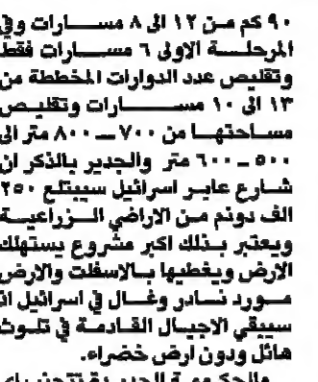 ٩٠ كم من ١٢ الى ٨ مسارات وفي
المرحلة الاولى ٦ مسارات فقط
وتقليص عدد الدوارات المخططة من
١٣ الى ١٠ مسارات وتقليص
مساحتها من ٧٠٠ ــ ٨٠٠ متر الى
٥٠٠ ــ ٦٠٠ متر والجدير بالذكر ان
شارع عابر اسرائيل سيبتلع ٢٥٠
الف دونم من الاراضي الزراعية
ويعتبر بذلك اكبر مشروع يستهلك
الارض ويغطيها بالاسفلت والارض
مورد نادر وغال في اسرائيل اذ
سيبقي الاجيال القادمة في تلوث
هائل ودون ارض خضراء.